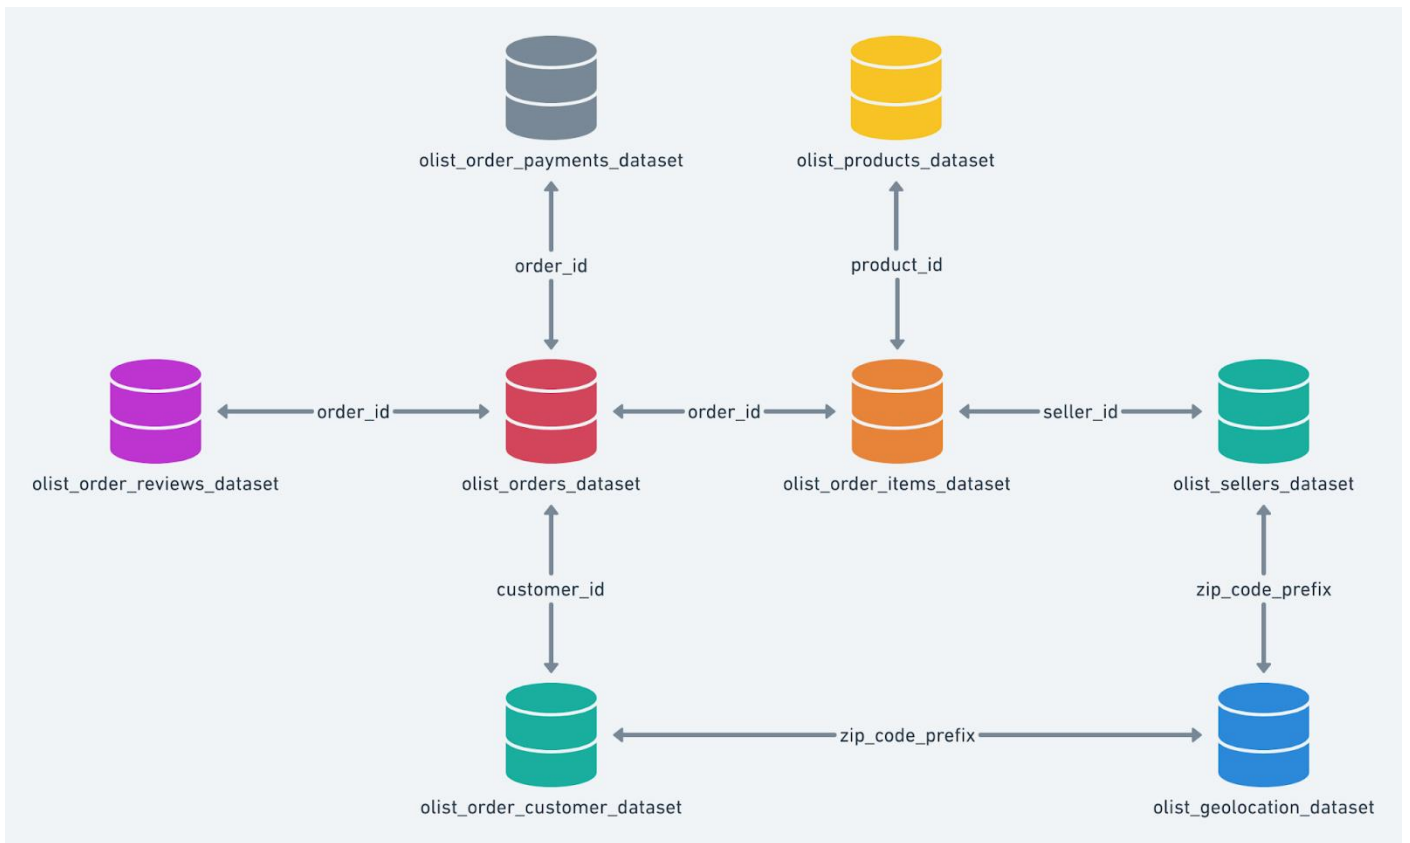 olist_order_payments_dataset
olist_products_dataset
order_id
product_id
order_id
order_id
seller_id
olist_order_reviews_dataset
olist_orders_dataset
olist_order_items_dataset
olist_sellers_dataset
customer_id
zip_code_prefix
zip_code_prefix
olist_order_customer_dataset
olist_geolocation_dataset